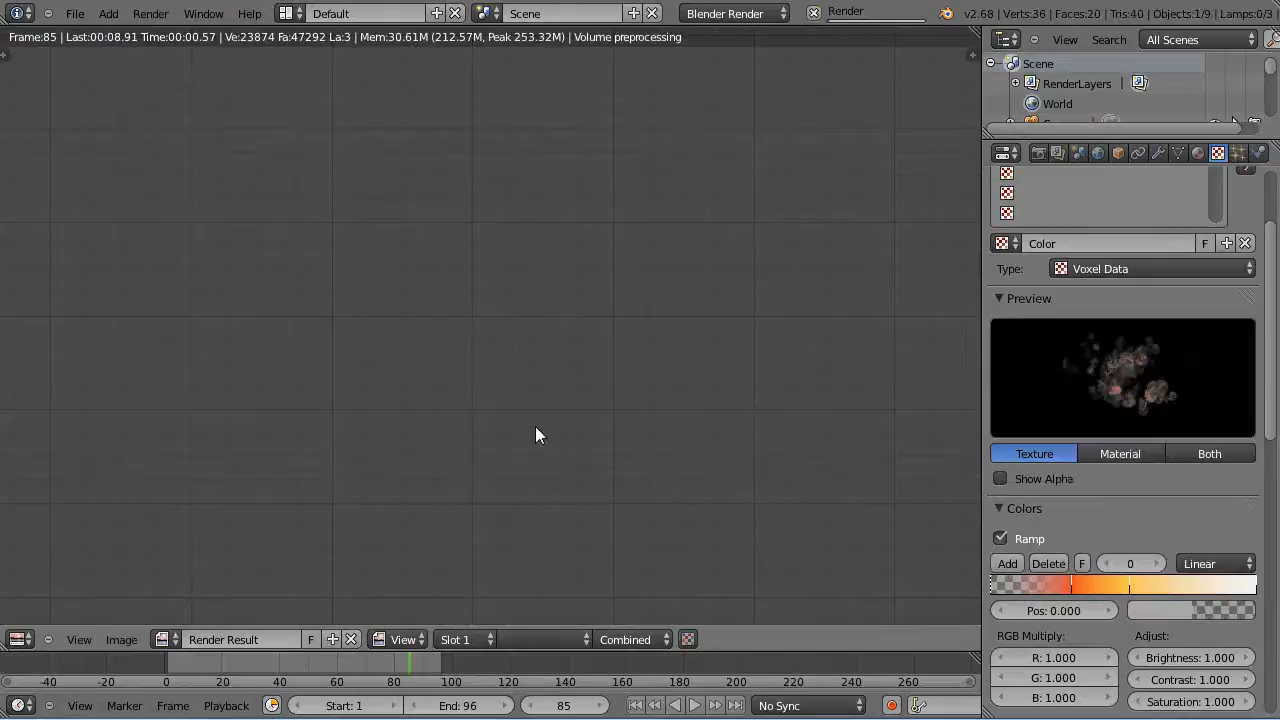 File Add Render Window Help Default Scene Blender Render Render v2.68 | Verts:36 | Faces:20 | Tris:40 | Objects:1/9 | Lamps:0/3
Frame:85 | Last:00:08.91 Time:00:00.57 | Ve:23874 Fa:47292 La:3 | Mem:30.61M (212.57M, Peak 253.32M) | Volume preprocessing
View Search All Scenes
Scene
RenderLayers |
World
Color F
Type: Voxel Data
Preview
Texture Material Both
Show Alpha
Colors
Ramp
Add Delete F 0 Linear
Pos: 0.000
RGB Multiply: Adjust:
R: 1.000 Brightness: 1.000
G: 1.000 Contrast: 1.000
B: 1.000 Saturation: 1.000
View Image Render Result F View Slot 1 Combined
-40 -20 0 20 40 60 80 100 120 140 160 180 200 220 240 260
View Marker Frame Playback Start: 1 End: 96 85 No Sync